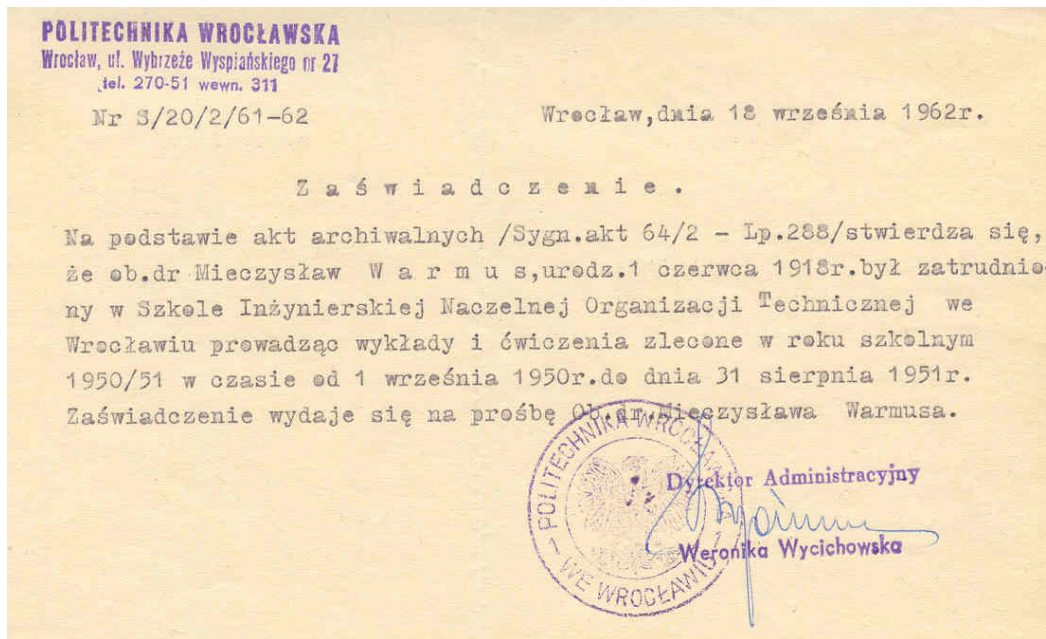 POLITECHNIKA WROCŁAWSKA
Wrocław, ul. Wybrzeże Wyspiańskiego nr 27
tel. 270-51 wewn. 311
Nr S/20/2/61-62
Wrocław,dnia 18 września 1962r.
Zaświadczenie.
Na podstawie akt archiwalnych /Sygn.akt 64/2 - Lp.288/stwierdza się,
że ob.dr Mieczysław W a r m u s,urodz.1 czerwca 1918r.był zatrudnio-
ny w Szkole Inżynierskiej Naczelnej Organizacji Technicznej we
Wrocławiu prowadząc wykłady i ćwiczenia zlecone w roku szkolnym
1950/51 w czasie od 1 września 1950r.do dnia 31 sierpnia 1951r.
Zaświadczenie wydaje się na prośbę Ob.dr.Mieczysława Warmusa.
POLITECHNIKA WROCŁAWSKA
WE WROCŁAWIU
Dyrektor Administracyjny
Weronika Wycichowska